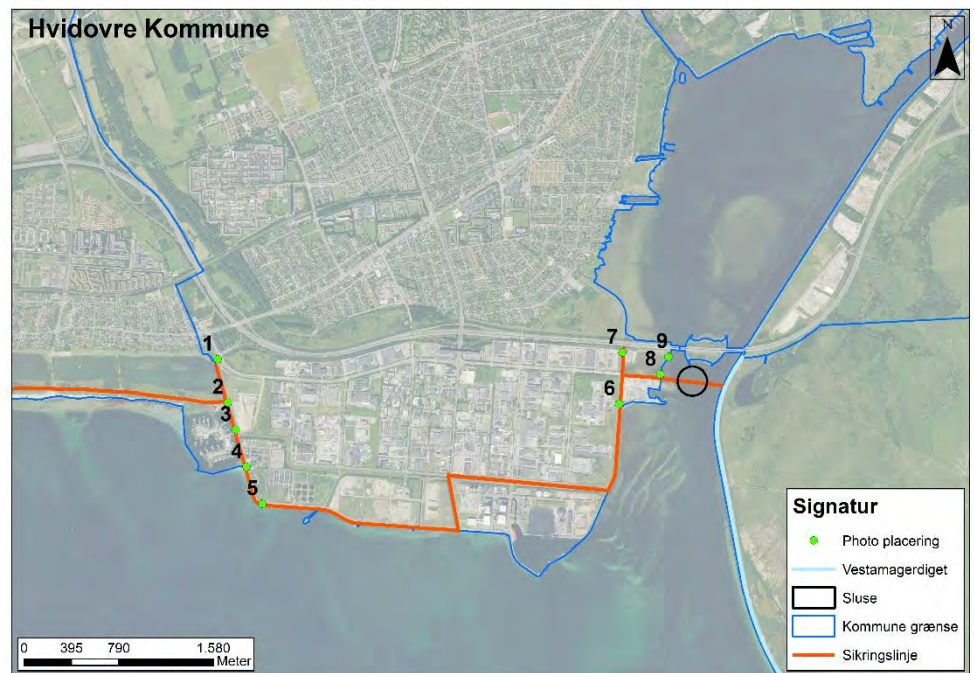 Hvidovre Kommune
N
1
2
3
4
5
6
7
8
9
Signatur
Photo placering
Vestamagerdiget
Sluse
Kommune grænse
Sikringslinje
0 395 790 1.580
Meter